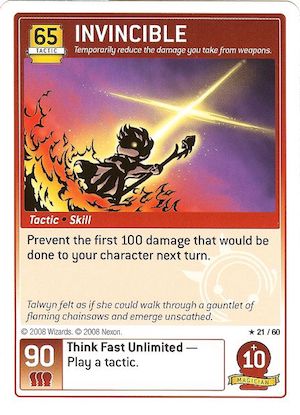 65
TACTIC
INVINCIBLE
Temporarily reduce the damage you take from weapons.
Tactic • Skill
Prevent the first 100 damage that would be
done to your character next turn.
Talwyn felt as if she could walk through a gauntlet of
flaming chainsaws and emerge unscathed.
© 2008 Wizards. © 2008 Nexon.
★ 21 / 60
90
Think Fast Unlimited —
Play a tactic.
+
10
MAGICIAN